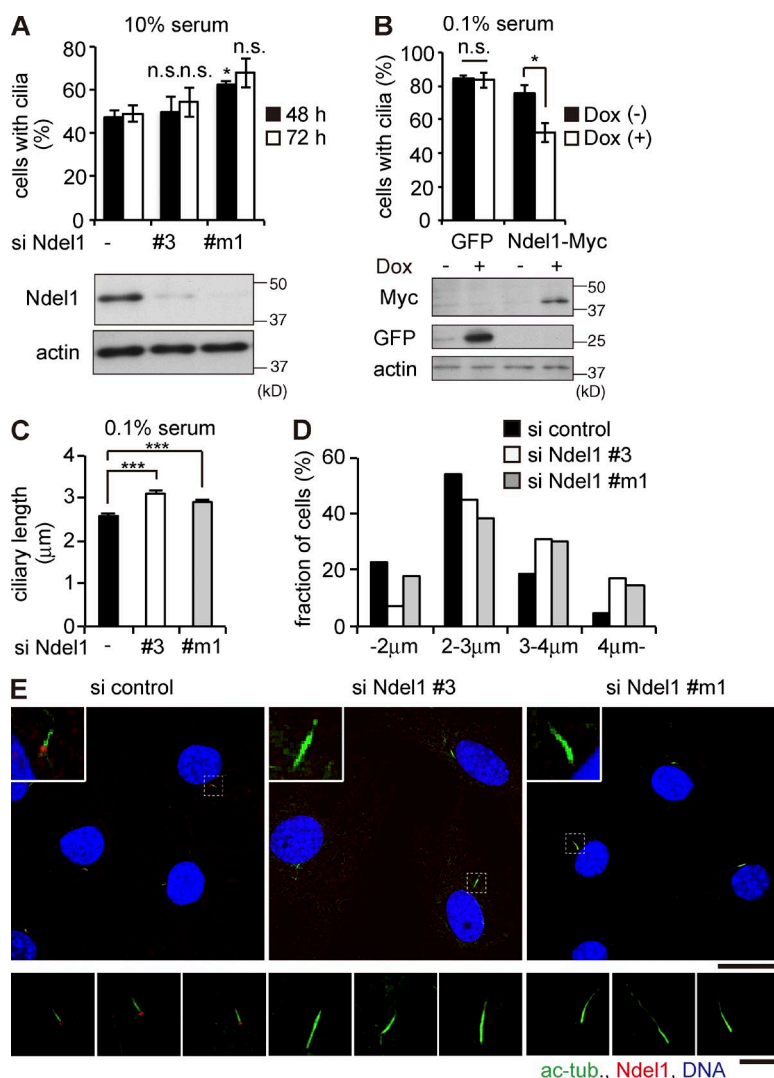 A
10% serum
cells with cilia
(%)
80
60
40
20
0
n.s.
n.s.
*
n.s.
48 h
72 h
si Ndel1 - #3 #m1
Ndel1
50
37
actin
37
(kD)
B
0.1% serum
cells with cilia (%)
100
80
60
40
20
0
n.s.
*
Dox (-)
Dox (+)
GFP Ndel1-Myc
Dox - + - +
Myc
50
37
GFP
25
actin
37
(kD)
C
0.1% serum
ciliary length
(μm)
4
3
2
1
0
***
***
si Ndel1 - #3 #m1
D
fraction of cells (%)
60
40
20
0
si control
si Ndel1 #3
si Ndel1 #m1
-2μm 2-3μm 3-4μm 4μm-
E
si control si Ndel1 #3 si Ndel1 #m1
ac-tub., Ndel1, DNA